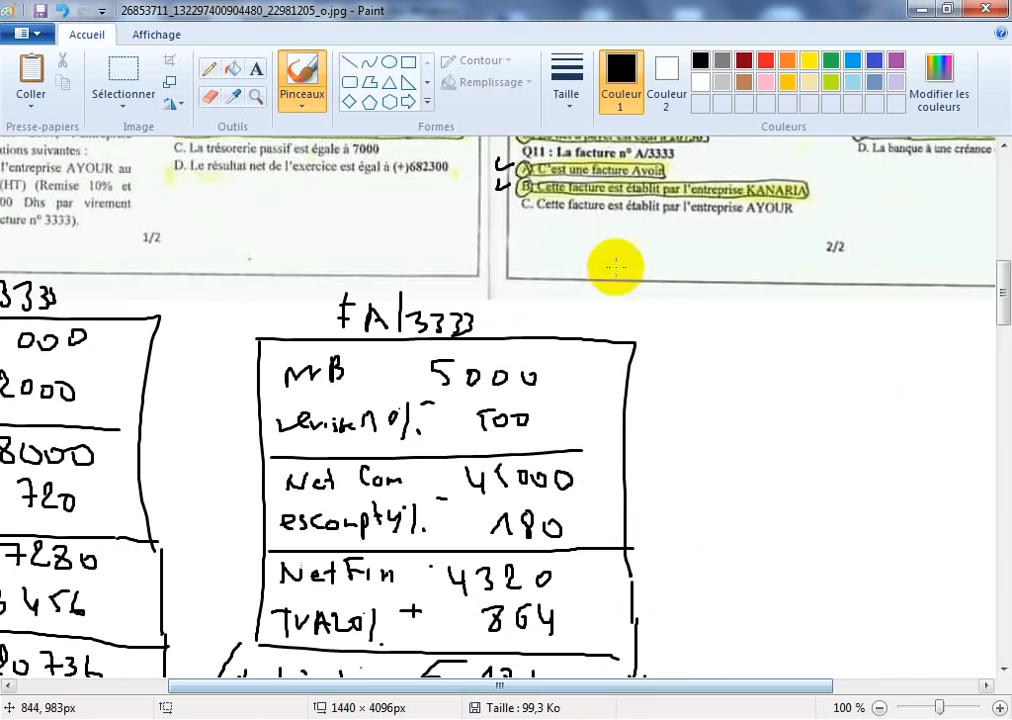 26853711_132297400904480_22981205_o.jpg - Paint
Accueil
Affichage
Coller
Presse-papiers
Sélectionner
Image
A
Outils
Pinceaux
Contour
Remplissage
Formes
Taille
Couleur
1
Couleur
2
Modifier les
couleurs
Couleurs
ations suivantes :
l'entreprise AYOUR au
(HT) (Remise 10% et
00 Dhs par virement
cture n° 3333).
C. La trésorerie passif est égale à 7000
D. Le résultat net de l'exercice est égal à (+)682300
1/2
Q11 : La facture n° A/3333
A) C'est une facture Avoir
B) Cette facture est établit par l'entreprise KANARIA
C. Cette facture est établit par l'entreprise AYOUR
D. La banque à une créance
2/2
333
000
2000
8000
720
7280
3456
20736
FA/3333
MB 5000
remise 10% - 500
Net Com 45000
escompte 4% - 180
Net Fin 4320
TVA 20% + 864
844, 983px
1440 × 4096px
Taille : 99,3 Ko
100 %